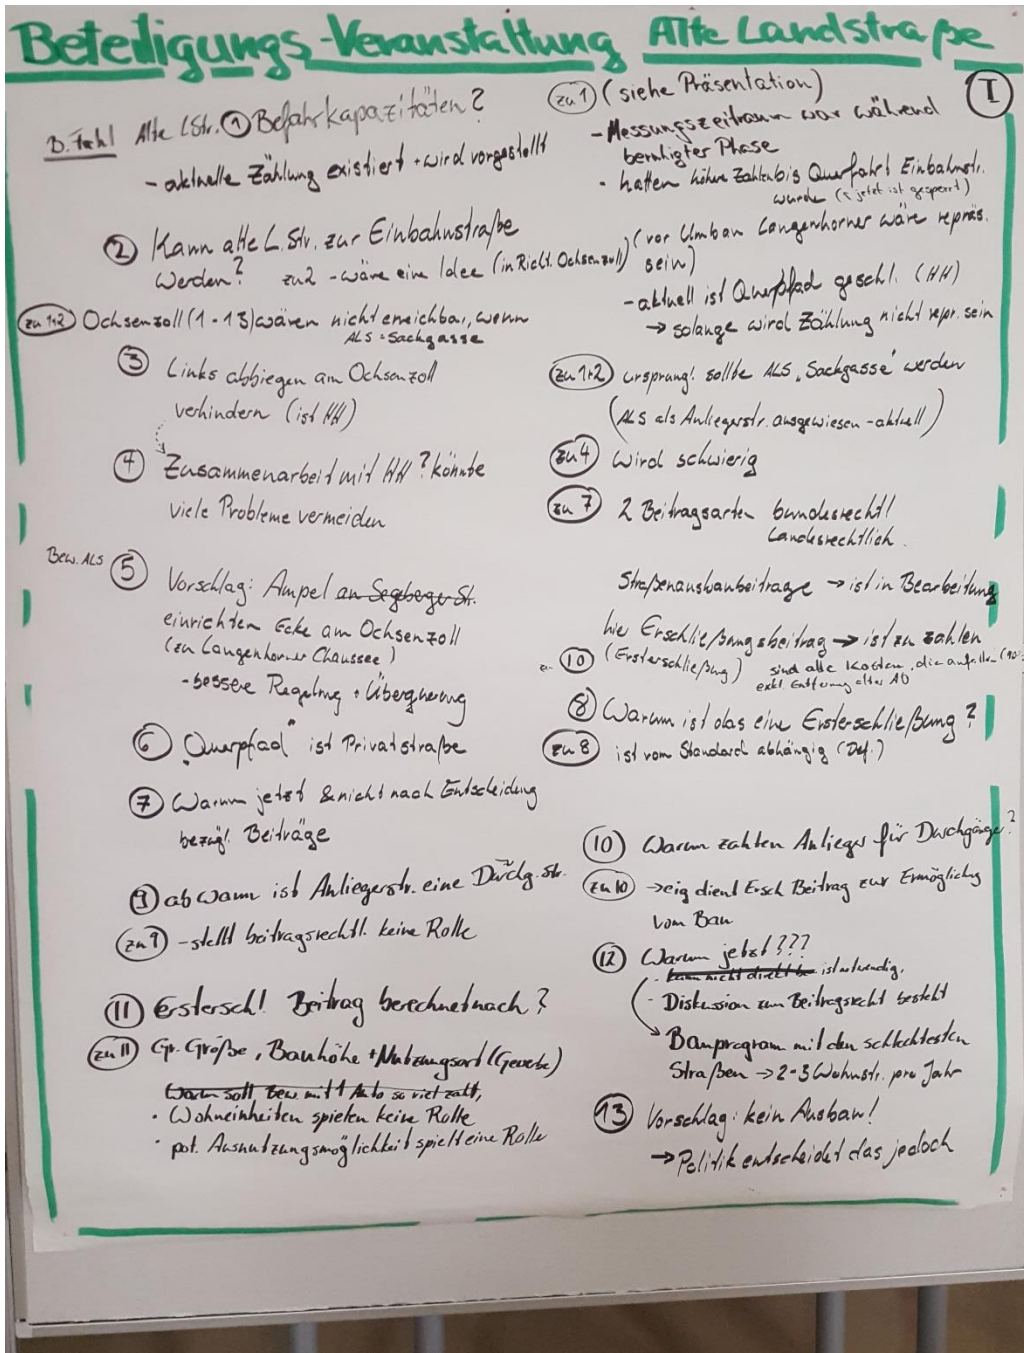 Beteiligungs-Veranstaltung Alte Landstraße
I
Alte LStr. ① Befahrkapazitäten?
- aktuelle Zählung existiert + wird vorgestellt
② Kann alte L. Str. zur Einbahnstraße
werden? zu 2 - wäre eine Idee (in Richt. Ochsenzoll)
zu 1+2 Ochsenzoll (1-13) wären nicht erreichbar, wenn
ALS = Sackgasse
③ Links abbiegen am Ochsenzoll
verhindern (ist HH)
④ Zusammenarbeit mit HH? könnte
viele Probleme vermeiden
Bew. ALS ⑤ Vorschlag: Ampel an Segeberger St.
einrichten Ecke am Ochsenzoll
(zu Langenhorner Chaussee)
- bessere Regelung + Überquerung
⑥ "Querpfad" ist Privatstraße
⑦ Warum jetzt & nicht nach Entscheidung
bezügl. Beiträge
⑨ ab wann ist Anliegerstr. eine Durchg.str.
zu 9 - stellt beitragsrechtl. keine Rolle
⑪ Erstersch! Beitrag berechnet nach?
zu 11 Gr. Größe, Bauhöhe + Nutzungsart (Gewerbe)
Warum soll Bew. mit 1 Auto so viel zalt,
• Wohneinheiten spielen keine Rolle
• pot. Ausnutzungsmöglichkeit spielt eine Rolle
zu 1 (siehe Präsentation)
- Messungszeitraum war während
beruhigter Phase
• hatten höhere Zahlen bis Querfahrt Einbahnstr.
wurde (jetzt ist gesperrt)
(vor Umbau Langenhorner wäre repräs.
sein)
- aktuell ist Querpfad geschl. (HH)
→ solange wird Zählung nicht repr. sein
zu 1+2 ursprüngl. sollte ALS "Sackgasse" werden
(ALS als Anliegerstr. ausgewiesen - aktuell)
zu 4 wird schwierig
zu 7 2 Beitragsarten bundesrechtl
Landesrechtlich.
Straßenausbaubeiträge → ist in Bearbeitung
hier Erschließungsbeitrag → ist zu zahlen
⑩ (Ersterschließung) sind alle Kosten, die anfallen
exkl. Entfernung alter
⑧ Warum ist das eine Ersterschließung?
zu 8 ist vom Standard abhängig (Def.)
⑩ Warum zahlen Anlieger für Durchgänge?
zu 10 → eig dient Ersch Beitrag zur Ermöglichg
vom Bau
⑫ Warum jetzt???
- kann nicht direkt be ist notwendig.
- Diskussion zum Beitragsrecht besteht
→ Bauprogram mit den schlechtesten
Straßen → 2-3 Wohnstr. pro Jahr
⑬ Vorschlag: kein Ausbau!
→ Politik entscheidet das jedoch